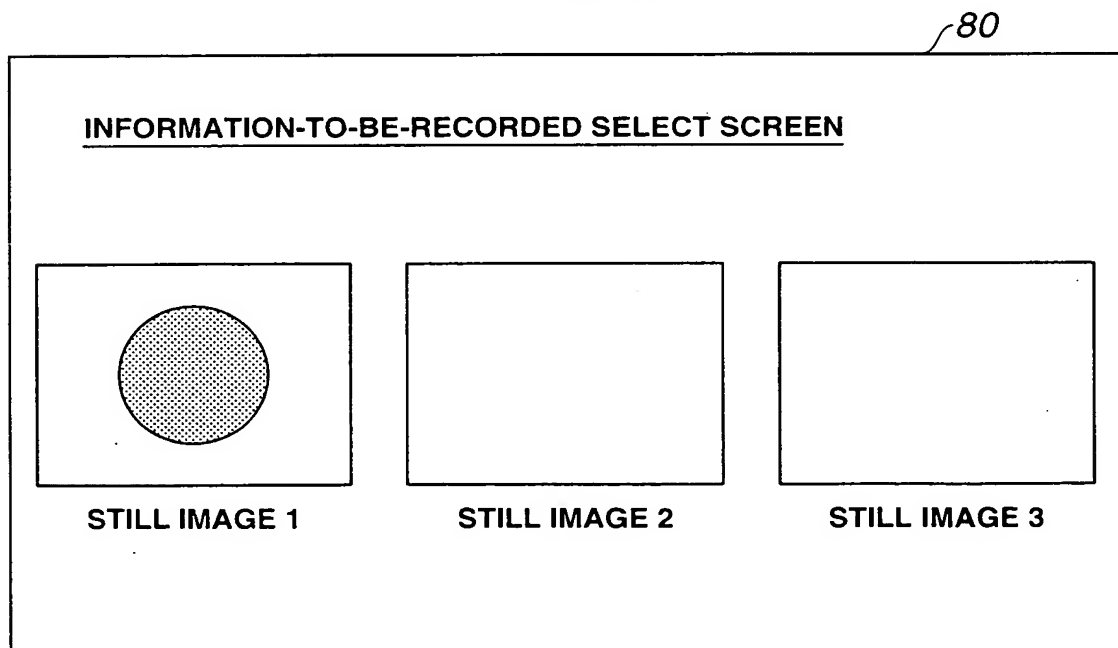 80
INFORMATION-TO-BE-RECORDED SELECT SCREEN
STILL IMAGE 1 STILL IMAGE 2 STILL IMAGE 3